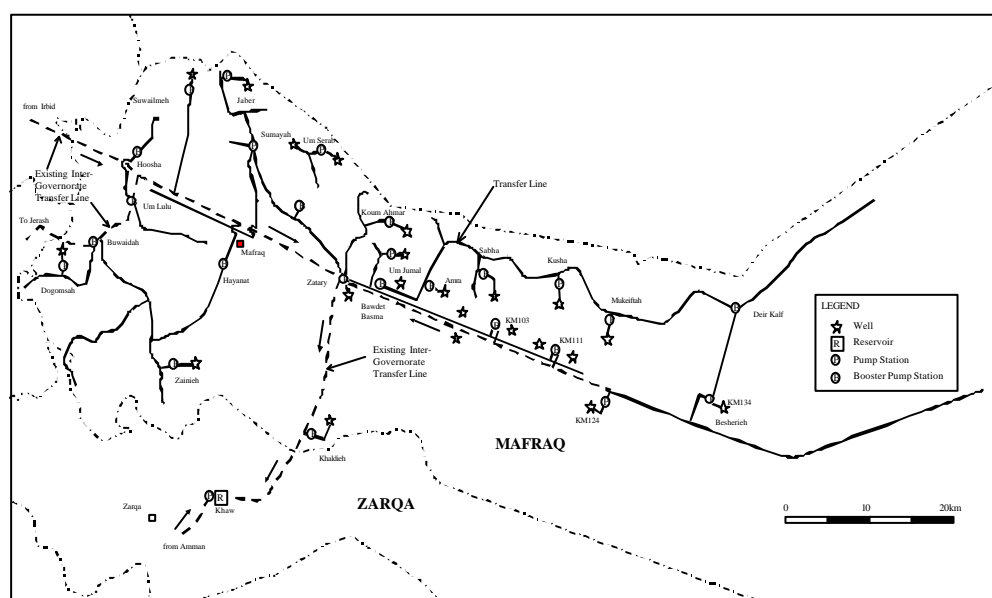 Suwailmeh
Jaber
from Irbid
Sumayah
Um Serab
Hoosha
Existing Inter-
Governorate
Transfer Line
Transfer Line
Um Lulu
Koum Ahmar
To Jerash
Buwaidah
Mafraq
Sabha
Kusha
Hayanat
Zatary
Um Jumal
Amra
Dogomsah
Bawdet
Basma
Mukeiftah
Deir Kalf
KM103
KM111
Existing Inter-
Governorate
Transfer Line
Zainieh
KM124
KM134
Besherieh
LEGEND
Well
R Reservoir
P Pump Station
B Booster Pump Station
MAFRAQ
Khaldieh
R
Khaw
Zarqa
ZARQA
from Amman
0 10 20km